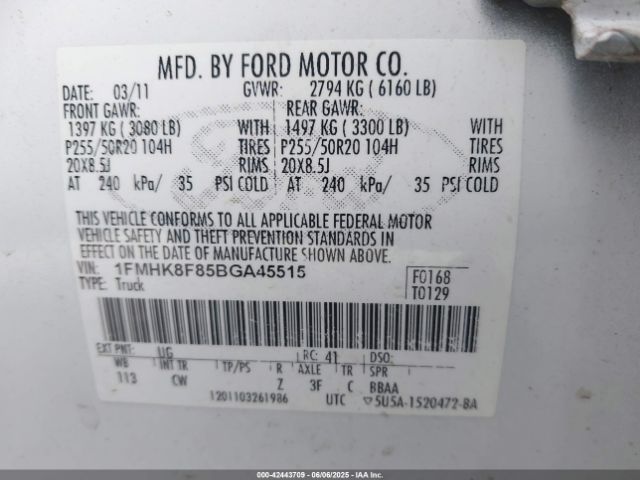 MFD. BY FORD MOTOR CO.
DATE: 03/11 GVWR: 2794 KG ( 6160 LB)
FRONT GAWR: REAR GAWR:
1397 KG ( 3080 LB) WITH 1497 KG ( 3300 LB) WITH
P255/50R20 104H TIRES P255/50R20 104H TIRES
20X8.5J RIMS 20X8.5J RIMS
AT 240 kPa/ 35 PSI COLD AT 240 kPa/ 35 PSI COLD
THIS VEHICLE CONFORMS TO ALL APPLICABLE FEDERAL MOTOR
VEHICLE SAFETY AND THEFT PREVENTION STANDARDS IN
EFFECT ON THE DATE OF MANUFACTURE SHOWN ABOVE.
VIN: 1FMHK8F85BGA45515 F0168
TYPE: Truck T0129
EXT PNT: UG RC: 41 DSO:
WB INT TR TP/PS R AXLE TR
113 CW Z 3F C BBAA
1201103261986 UTC ▽5U5A-1520472-BA
000-42443709 - 06/06/2025 - IAAI.COM